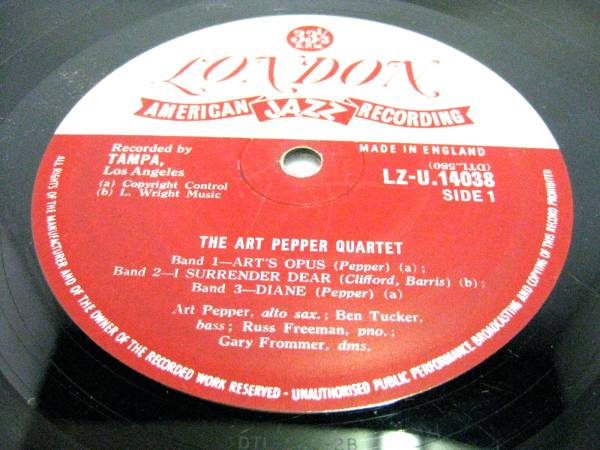 33⅓
R.P.M.
LONDON
AMERICAN JAZZ RECORDING
Recorded by
TAMPA,
Los Angeles
(a) Copyright Control
(b) L. Wright Music
MADE IN ENGLAND
(DTL.580)
LZ-U.14038
SIDE 1
THE ART PEPPER QUARTET
Band 1—ART'S OPUS (Pepper) (a);
Band 2—I SURRENDER DEAR (Clifford, Barris) (b);
Band 3—DIANE (Pepper) (a)
Art Pepper, alto sax.; Ben Tucker,
bass; Russ Freeman, pno.;
Gary Frommer, dms.
ALL RIGHTS OF THE MANUFACTURER AND OF THE OWNER OF THE RECORDED WORK RESERVED - UNAUTHORISED PUBLIC PERFORMANCE, BROADCASTING AND COPYING OF THIS RECORD PROHIBITED
DTL 2B